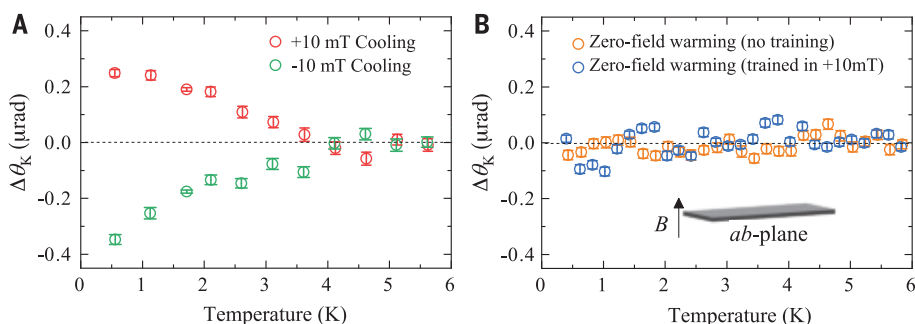 A
Δθ_K (μrad)
0.4
0.2
0.0
-0.2
-0.4
+10 mT Cooling
-10 mT Cooling
0 1 2 3 4 5 6
Temperature (K)
B
Δθ_K (μrad)
0.4
0.2
0.0
-0.2
-0.4
Zero-field warming (no training)
Zero-field warming (trained in +10mT)
B
ab-plane
0 1 2 3 4 5 6
Temperature (K)